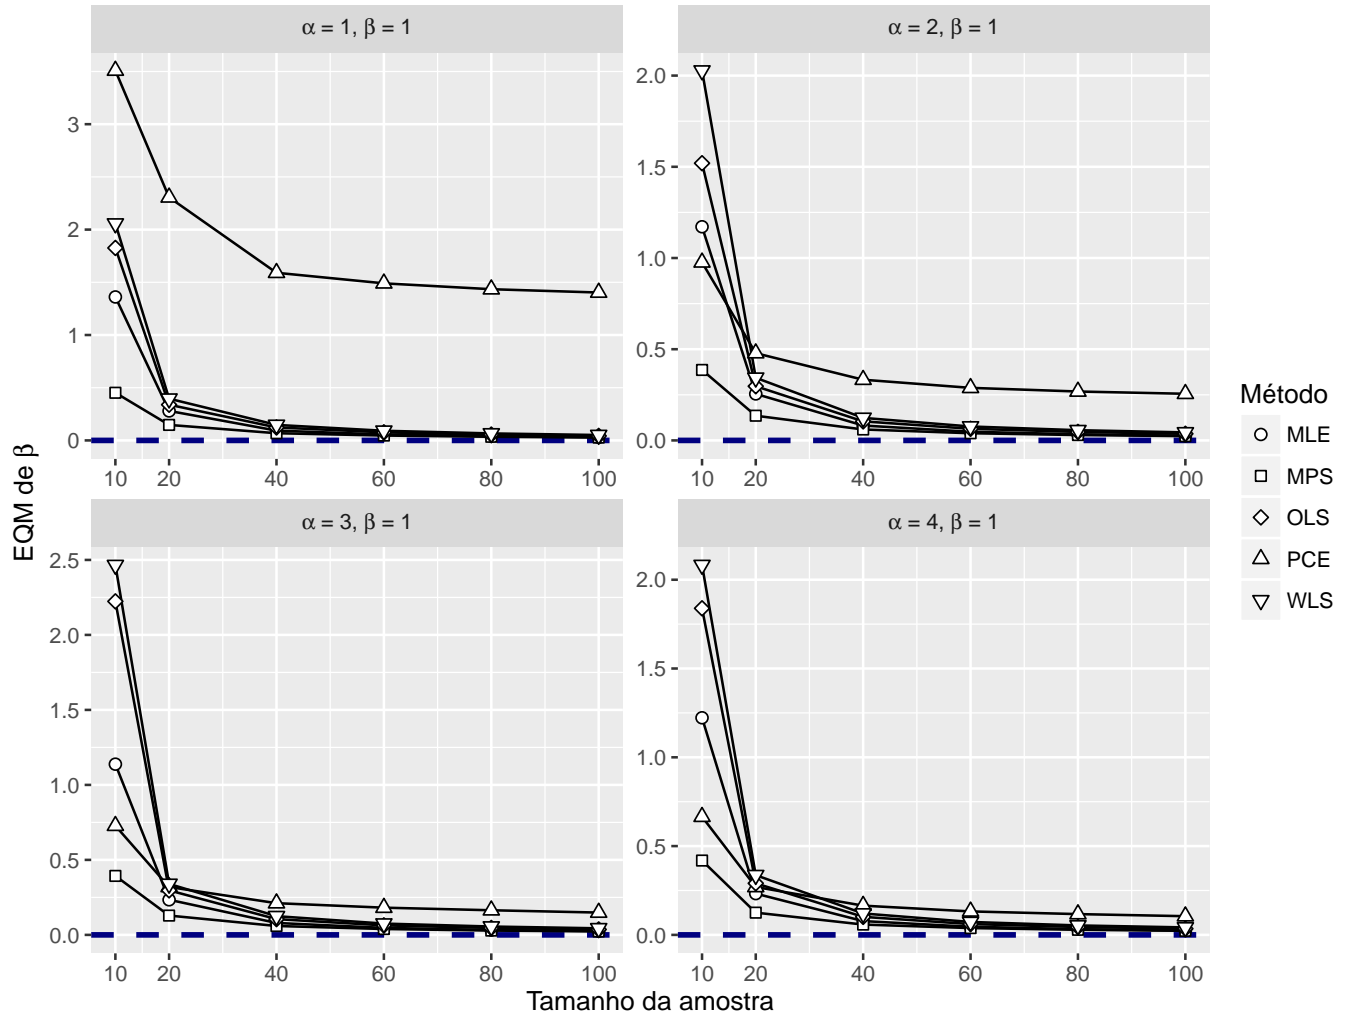 α = 1, β = 1
α = 2, β = 1
3
2
1
0
10 20 40 60 80 100
2.0
1.5
1.0
0.5
0.0
10 20 40 60 80 100
α = 3, β = 1
α = 4, β = 1
2.5
2.0
1.5
1.0
0.5
0.0
10 20 40 60 80 100
2.0
1.5
1.0
0.5
0.0
10 20 40 60 80 100
EQM de β
Tamanho da amostra
Método
MLE
MPS
OLS
PCE
WLS